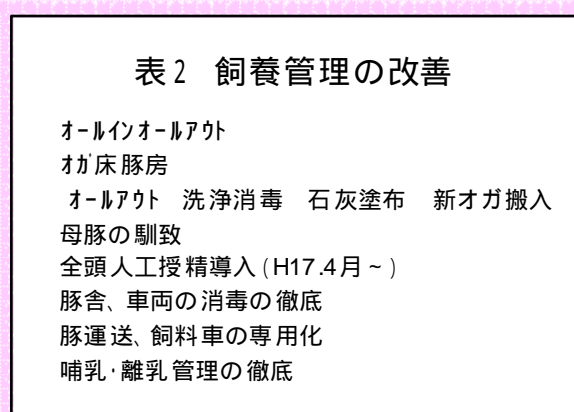 表2 飼養管理の改善
オールインオールアウト
オガ床豚房
オールアウト 洗浄消毒 石灰塗布 新オガ搬入
母豚の馴致
全頭人工授精導入(H17.4月~)
豚舎、車両の消毒の徹底
豚運送、飼料車の専用化
哺乳・離乳管理の徹底